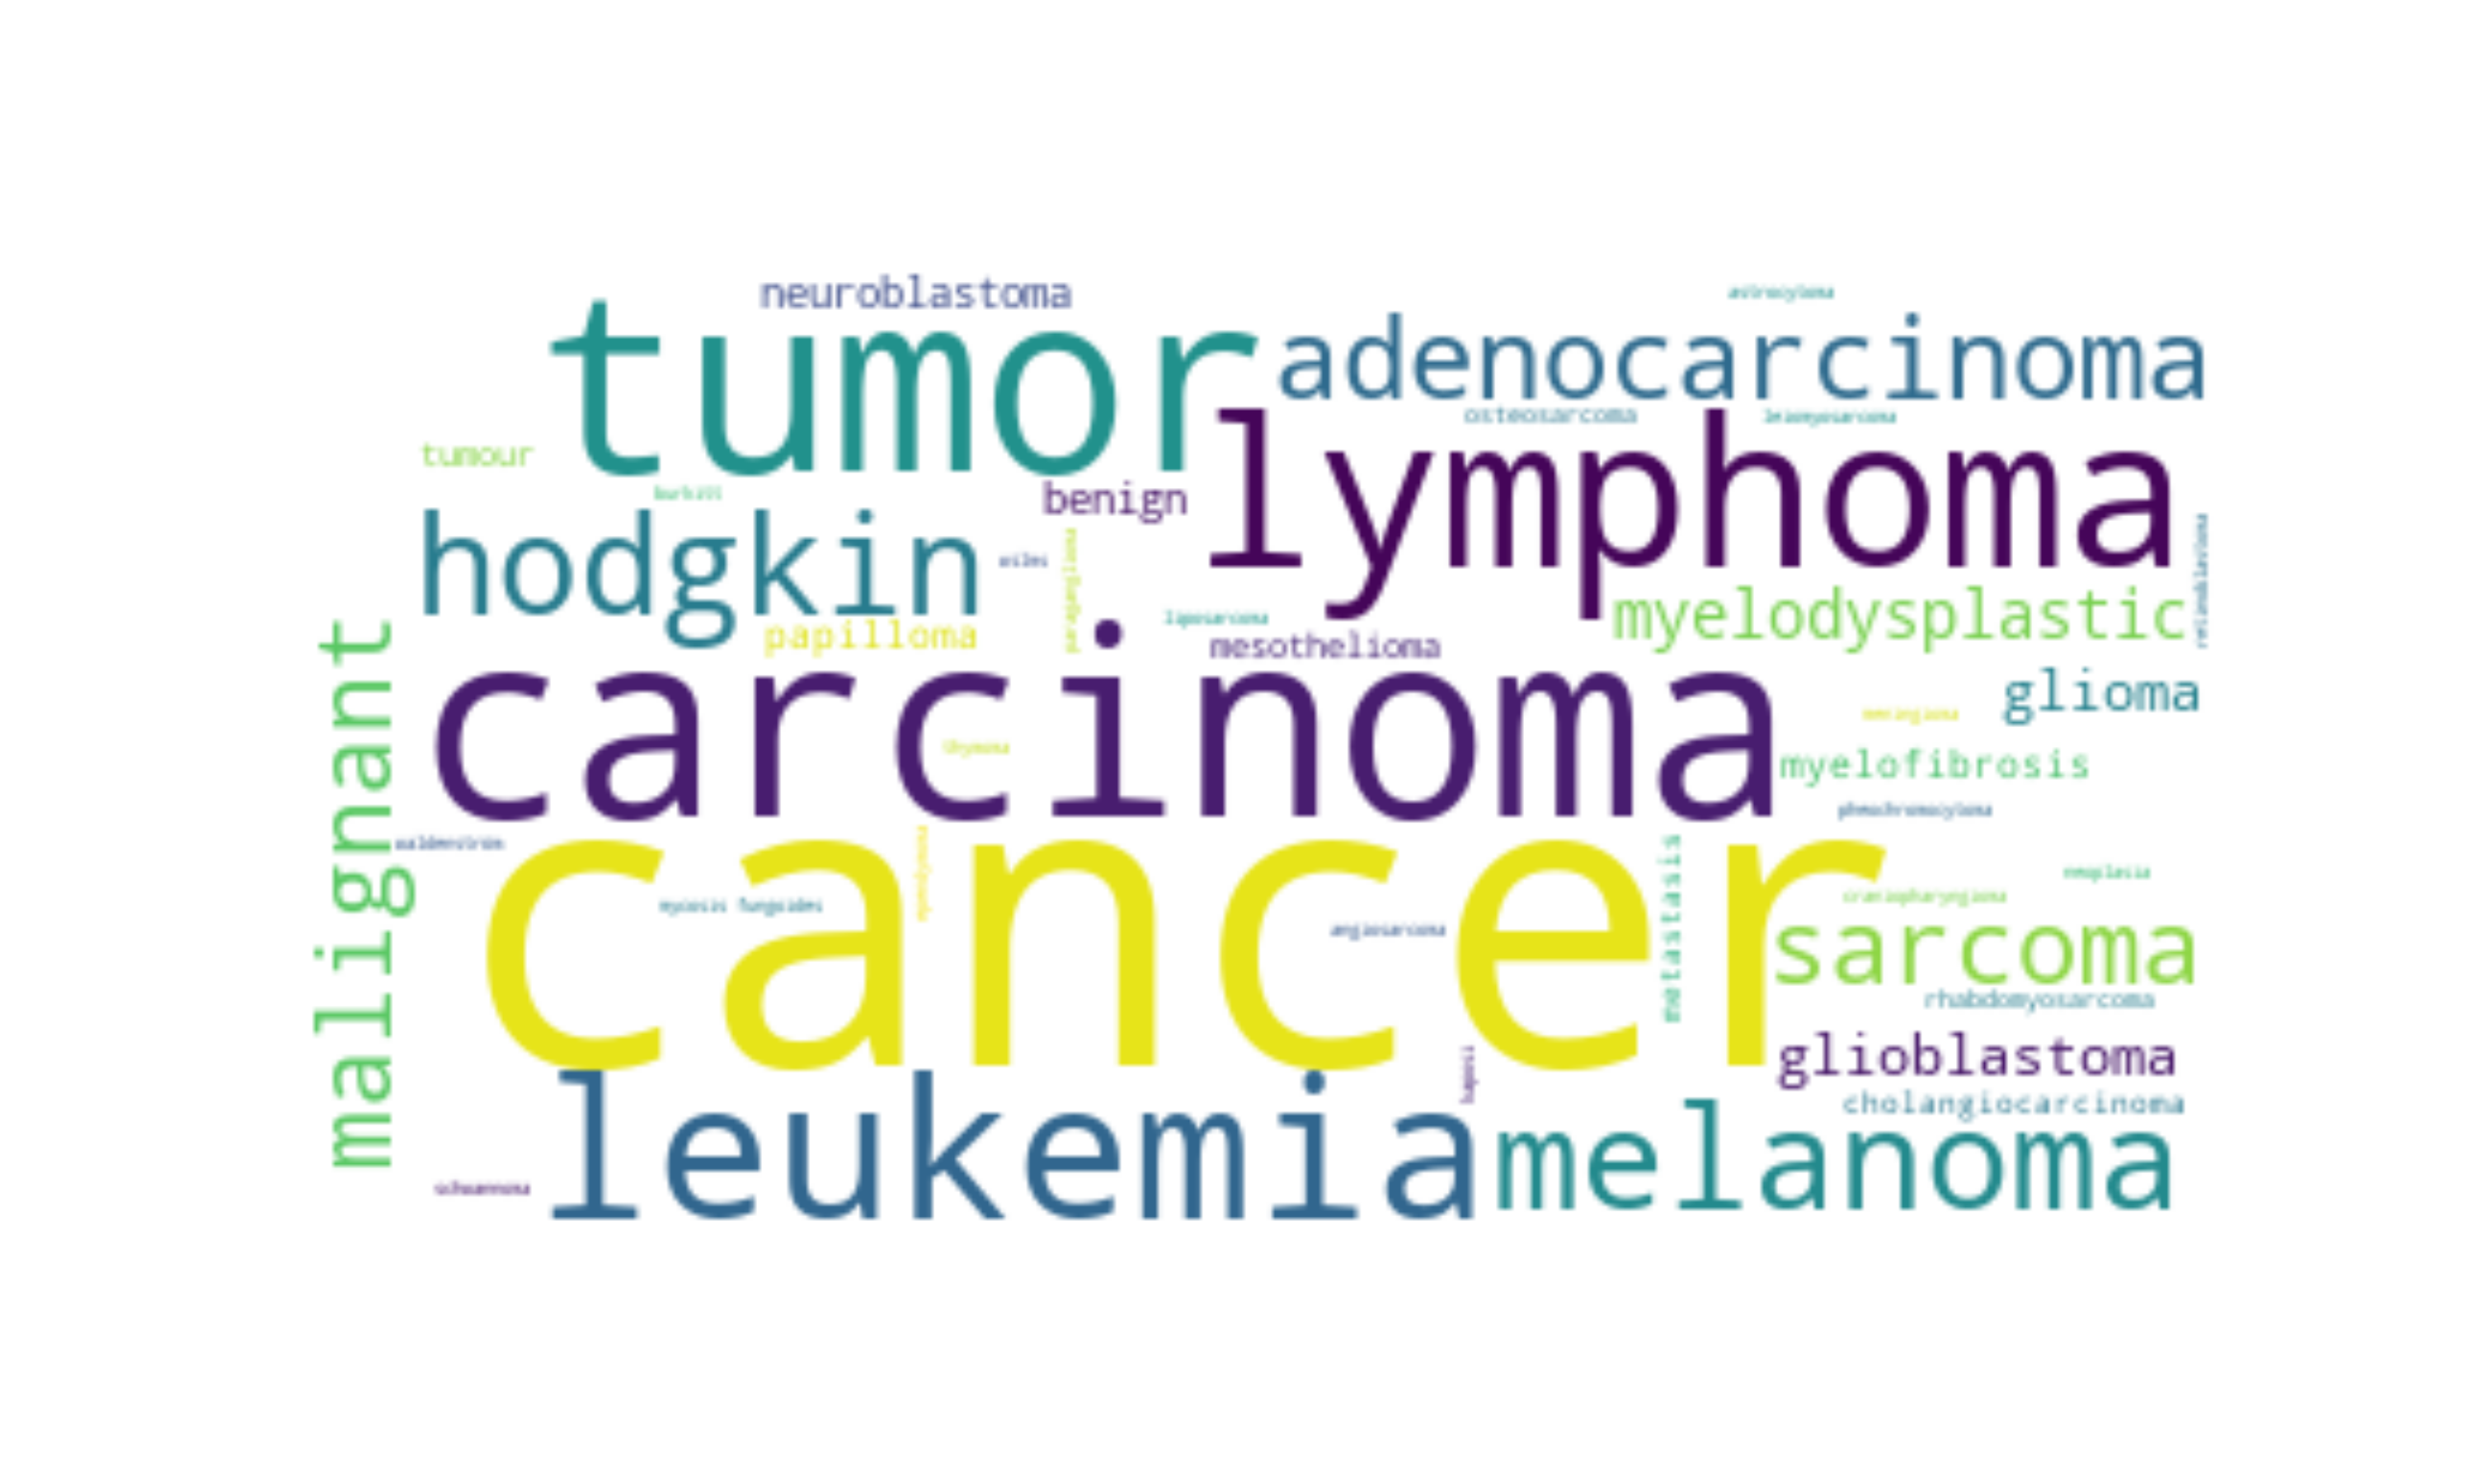 neuroblastoma
astrocytoma
tumor
adenocarcinoma
osteosarcoma
leiomyosarcoma
tumour
lymphoma
burkitt
benign
hodgkin
wilms
retinoblastoma
liposarcoma
myelodysplastic
papilloma
mesothelioma
malignant
glioma
carcinoma
meningioma
thymoma
myelofibrosis
pheochromocytoma
waldenström
cancer
ependymoma
metastasis
neoplasia
craniopharyngioma
mycosis fungoides
angiosarcoma
sarcoma
rhabdomyosarcoma
glioblastoma
kaposi
cholangiocarcinoma
leukemia
melanoma
schwannoma